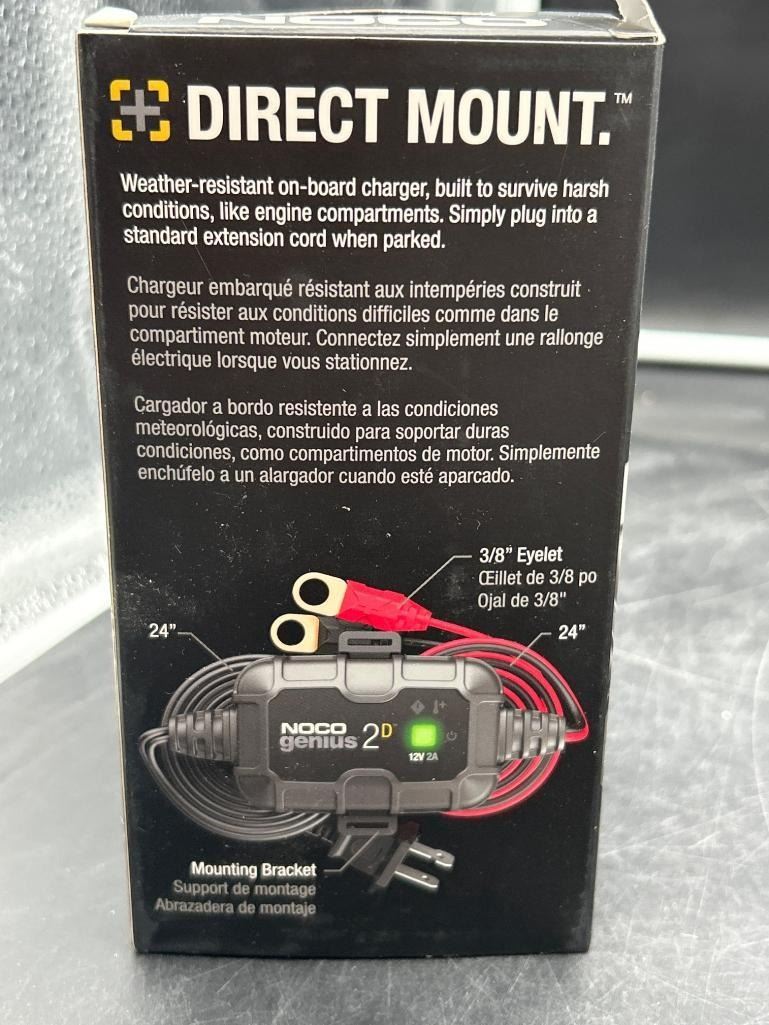 NOCO
DIRECT MOUNT.™
Weather-resistant on-board charger, built to survive harsh
conditions, like engine compartments. Simply plug into a
standard extension cord when parked.
Chargeur embarqué résistant aux intempéries construit
pour résister aux conditions difficiles comme dans le
compartiment moteur. Connectez simplement une rallonge
électrique lorsque vous stationnez.
Cargador a bordo resistente a las condiciones
meteorológicas, construido para soportar duras
condiciones, como compartimentos de motor. Simplemente
enchúfelo a un alargador cuando esté aparcado.
3/8” Eyelet
Œillet de 3/8 po
Ojal de 3/8"
24”
24”
NOCO
genius 2D™
12V 2A
Mounting Bracket
Support de montage
Abrazadera de montaje